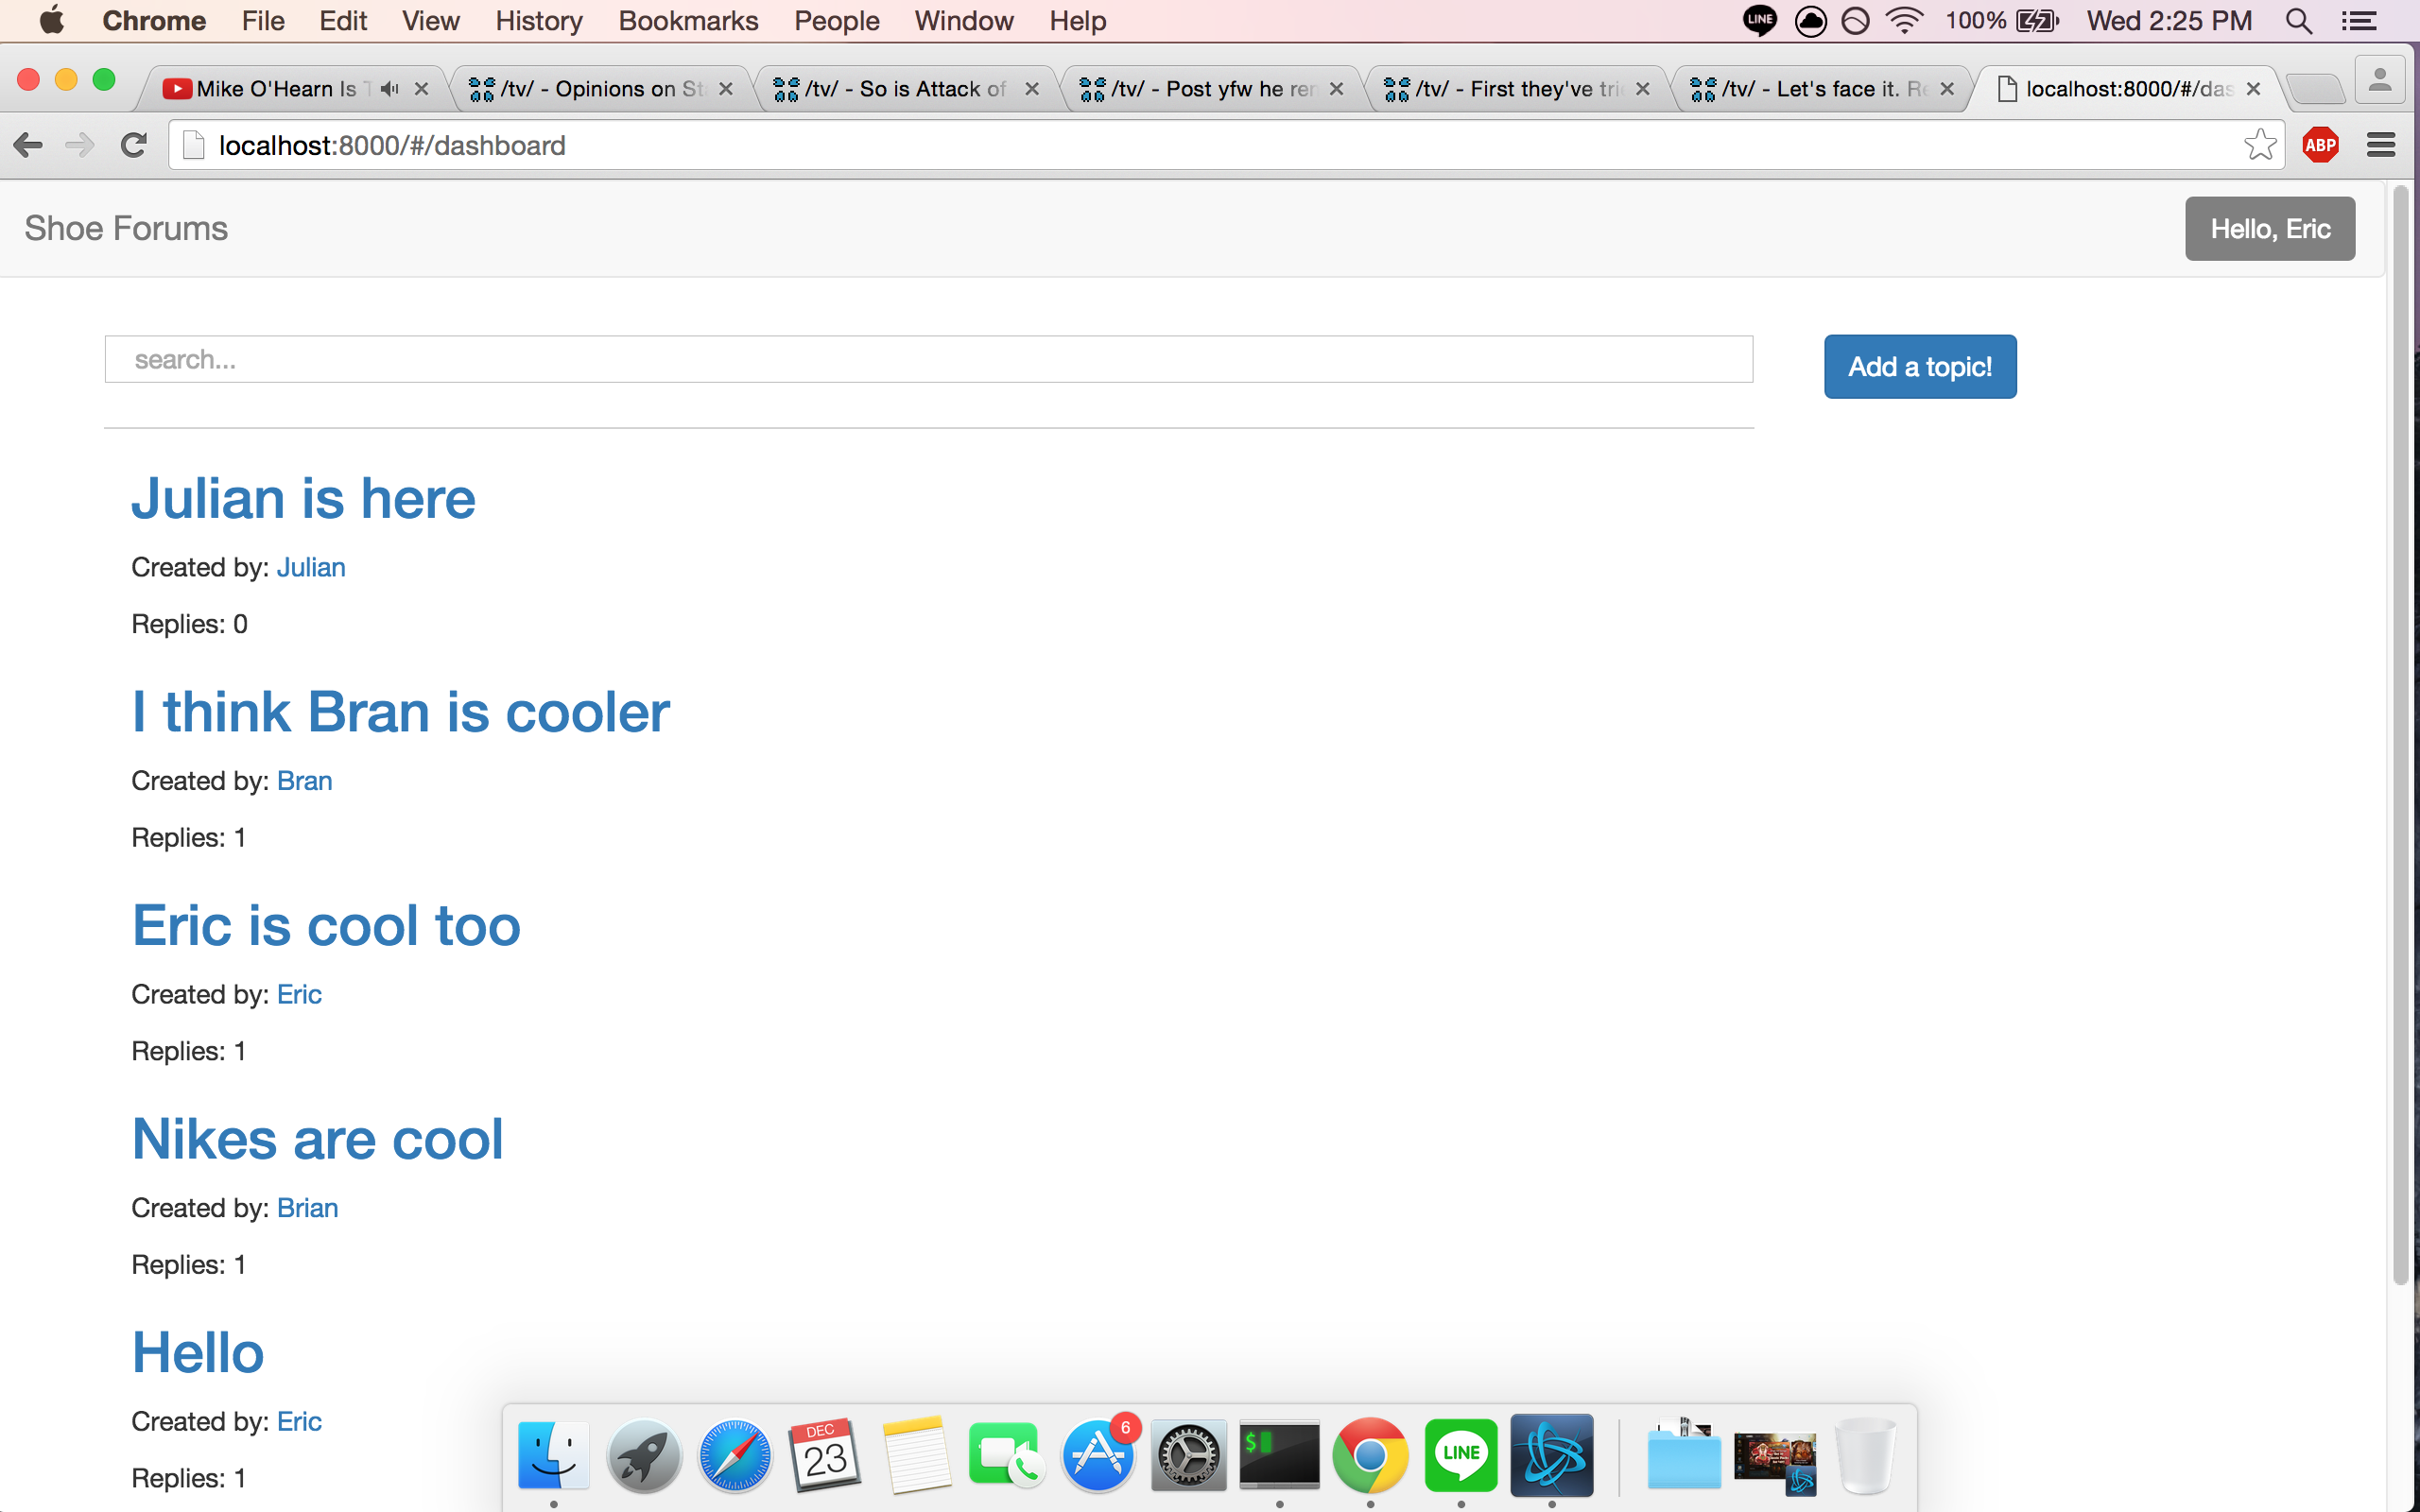 Chrome File Edit View History Bookmarks People Window Help LINE 100% Wed 2:25 PM
Mike O'Hearn Is /tv/ - Opinions on /tv/ - So is Attack of /tv/ - Post yfw he /tv/ - First they've /tv/ - Let's face it. localhost:8000/#/das
localhost:8000/#/dashboard ABP
Shoe Forums Hello, Eric
search... Add a topic!
Julian is here
Created by: Julian
Replies: 0
I think Bran is cooler
Created by: Bran
Replies: 1
Eric is cool too
Created by: Eric
Replies: 1
Nikes are cool
Created by: Brian
Replies: 1
Hello
Created by: Eric
Replies: 1
DEC
23
6
$
LINE